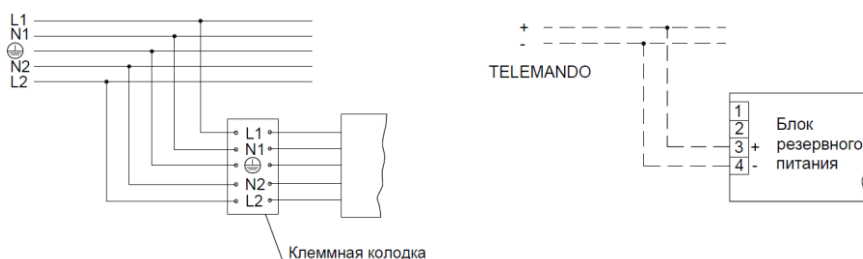 L1
N1
N2
L2
L1
N1
N2
L2
Клеммная колодка
+
-
TELEMANDO
1
2
3 +
4 -
Блок
резервного
питания